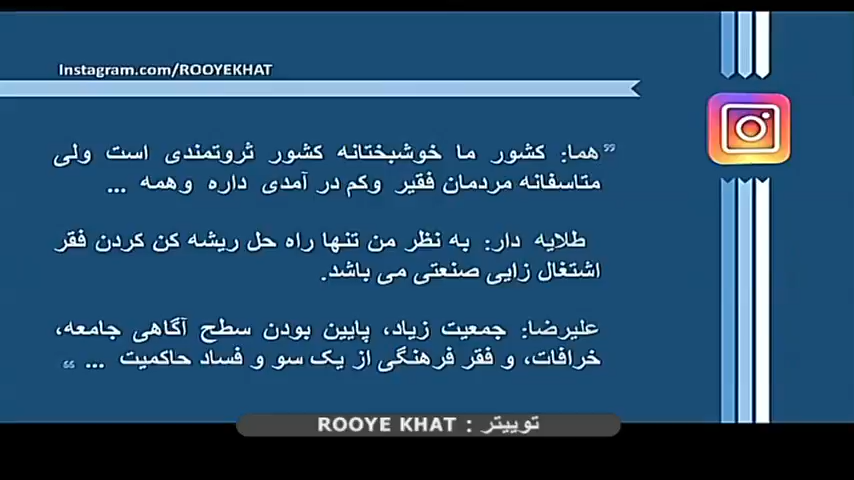 Instagram.com/ROOYEKHAT
”هما: کشور ما خوشبختانه کشور ثروتمندی است ولی
متاسفانه مردمان فقیر وکم در آمدی داره وهمه ...
طلایه دار: به نظر من تنها راه حل ریشه کن کردن فقر
اشتغال زایی صنعتی می باشد.
علیرضا: جمعیت زیاد، پایین بودن سطح آگاهی جامعه،
خرافات، و فقر فرهنگی از یک سو و فساد حاکمیت ... “
توییتر : ROOYE KHAT